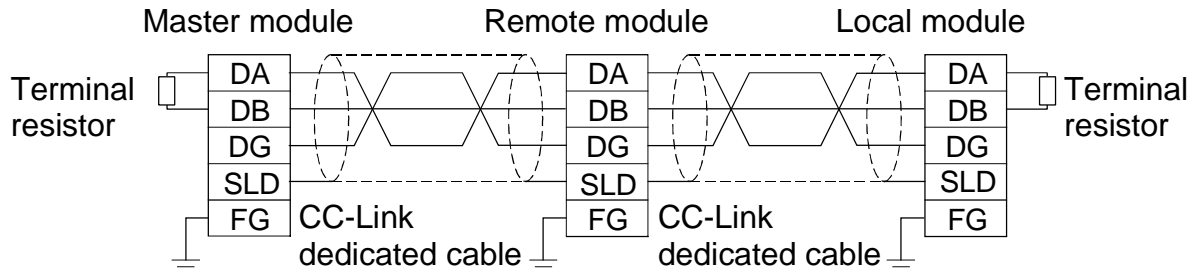 Master module
Remote module
Local module
Terminal
resistor
DA
DB
DG
SLD
FG
CC-Link
dedicated cable
DA
DB
DG
SLD
FG
CC-Link
dedicated cable
DA
DB
DG
SLD
FG
Terminal
resistor